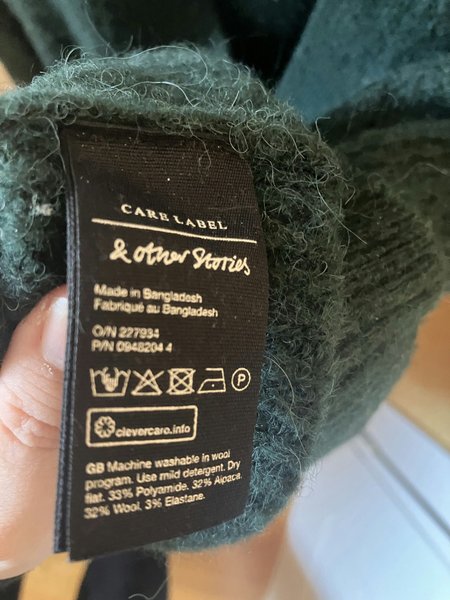 CARE LABEL
& other Stories
Made in Bangladesh
Fabriqué au Bangladesh
O/N 227934
P/N 0948204 4
P
clevercare.info
GB Machine washable in wool
program. Use mild detergent. Dry
flat. 33% Polyamide. 32% Alpaca.
32% Wool. 3% Elastane.